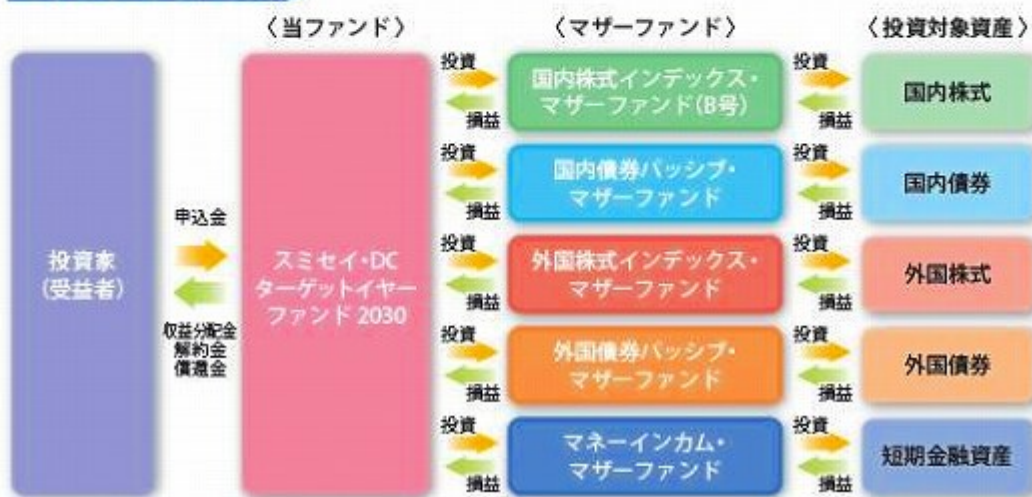 〈当ファンド〉
〈マザーファンド〉
〈投資対象資産〉
投資家
(受益者)
申込金
収益分配金
解約金
償還金
スミセイ・DC
ターゲットイヤー
ファンド 2030
投資
損益
国内株式インデックス・
マザーファンド(B号)
投資
損益
国内株式
投資
損益
国内債券パッシブ・
マザーファンド
投資
損益
国内債券
投資
損益
外国株式インデックス・
マザーファンド
投資
損益
外国株式
投資
損益
外国債券パッシブ・
マザーファンド
投資
損益
外国債券
投資
損益
マネーインカム・
マザーファンド
投資
損益
短期金融資産